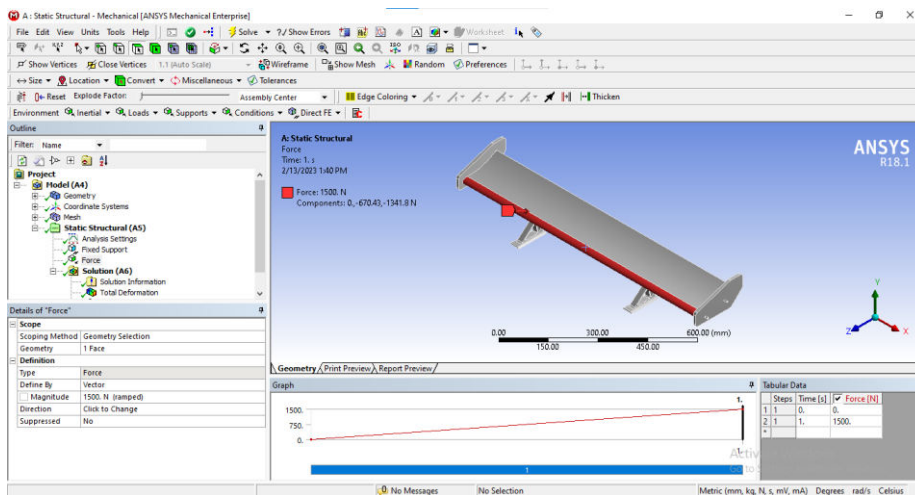 A : Static Structural - Mechanical [ANSYS Mechanical Enterprise]
File Edit View Units Tools Help Solve ?/ Show Errors Worksheet
Show Vertices Close Vertices 1.1 (Auto Scale) Wireframe Show Mesh Random Preferences
Size Location Convert Miscellaneous Tolerances
Reset Explode Factor: Assembly Center Edge Coloring Thicken
Environment Inertial Loads Supports Conditions Direct FE
Outline
Filter: Name
Project
Model (A4)
Geometry
Coordinate Systems
Mesh
Static Structural (A5)
Analysis Settings
Fixed Support
Force
Solution (A6)
Solution Information
Total Deformation
Details of "Force"
Scope
Scoping Method Geometry Selection
Geometry 1 Face
Definition
Type Force
Define By Vector
Magnitude 1500. N (ramped)
Direction Click to Change
Suppressed No
A: Static Structural
Force
Time: 1. s
2/13/2023 1:40 PM
Force: 1500. N
Components: 0.,-670.43,-1341.8 N
ANSYS
R18.1
0.00 300.00 600.00 (mm)
150.00 450.00
Y
Z X
Geometry Print Preview Report Preview
Graph
1.
1500.
750.
0.
1.
1
Tabular Data
Steps Time [s] Force [N]
1 1 0. 0.
2 1 1. 1500.
*
No Messages No Selection Metric (mm, kg, N, s, mV, mA) Degrees rad/s Celsius